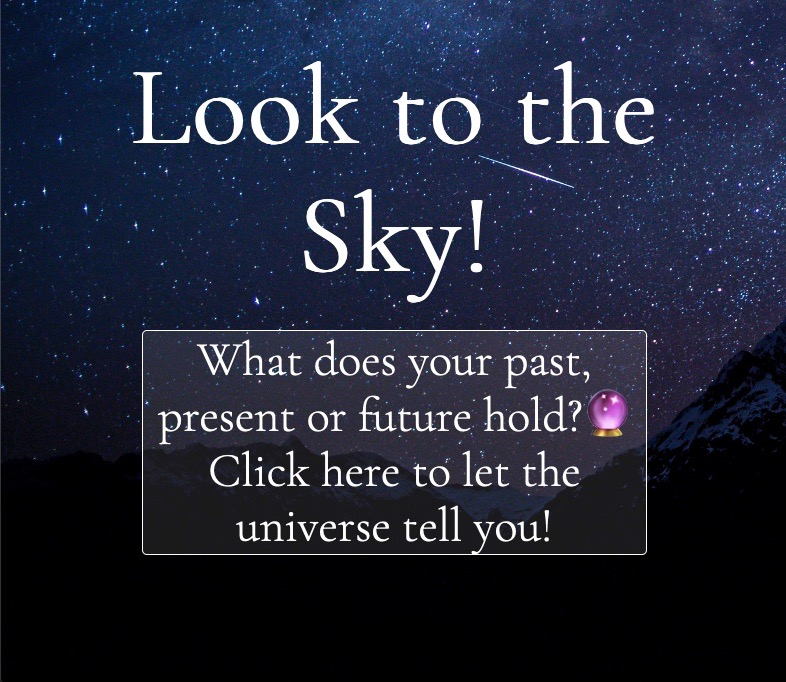 Look to the
Sky!
What does your past,
present or future hold?🔮
Click here to let the
universe tell you!